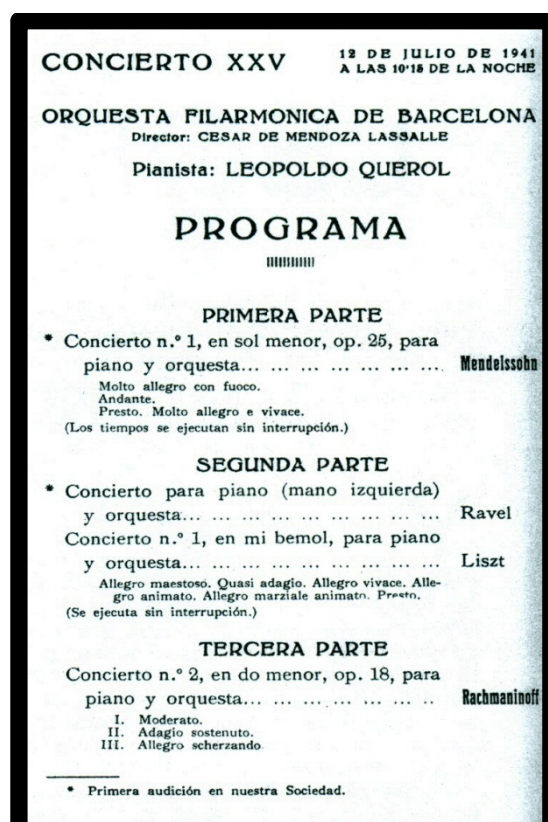 CONCIERTO XXV
12 DE JULIO DE 1941
A LAS 10'15 DE LA NOCHE
ORQUESTA FILARMONICA DE BARCELONA
Director: CESAR DE MENDOZA LASSALLE
Pianista: LEOPOLDO QUEROL
PROGRAMA
PRIMERA PARTE
* Concierto n.º 1, en sol menor, op. 25, para
piano y orquesta... ... ... ... ... ... ... Mendelssohn
Molto allegro con fuoco.
Andante.
Presto. Molto allegro e vivace.
(Los tiempos se ejecutan sin interrupción.)
SEGUNDA PARTE
* Concierto para piano (mano izquierda)
y orquesta... ... ... ... ... ... ... ... Ravel
Concierto n.º 1, en mi bemol, para piano
y orquesta... ... ... ... ... ... ... ... Liszt
Allegro maestoso. Quasi adagio. Allegro vivace. Alle-
gro animato. Allegro marziale animato. Presto.
(Se ejecuta sin interrupción.)
TERCERA PARTE
Concierto n.º 2, en do menor, op. 18, para
piano y orquesta... ... ... ... ... ... .. Rachmaninoff
I. Moderato.
II. Adagio sostenuto.
III. Allegro scherzando
* Primera audición en nuestra Sociedad.